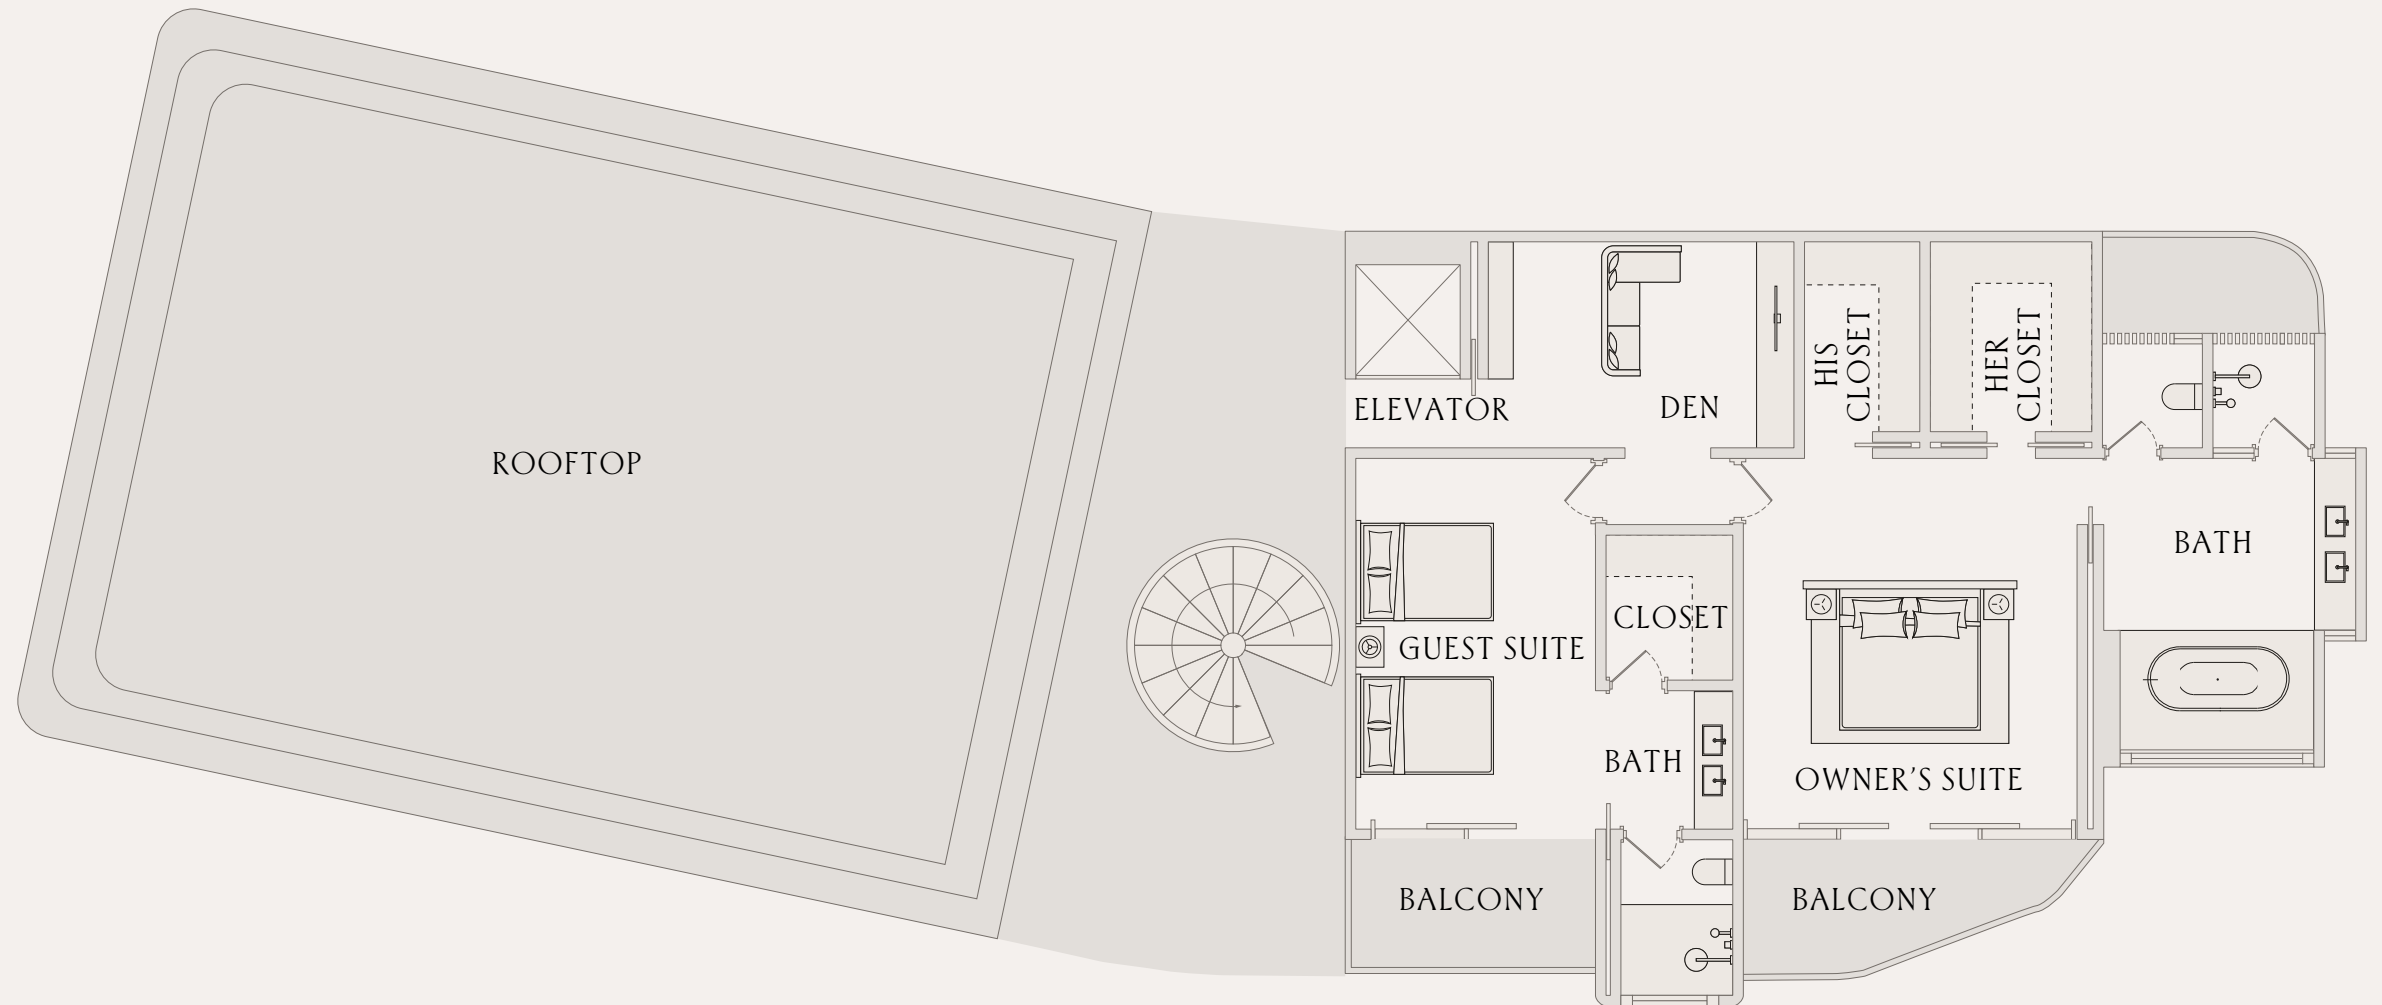 ROOFTOP
ELEVATOR
DEN
HIS
CLOSET
HER
CLOSET
BATH
CLOSET
GUEST SUITE
BATH
OWNER’S SUITE
BALCONY
BALCONY